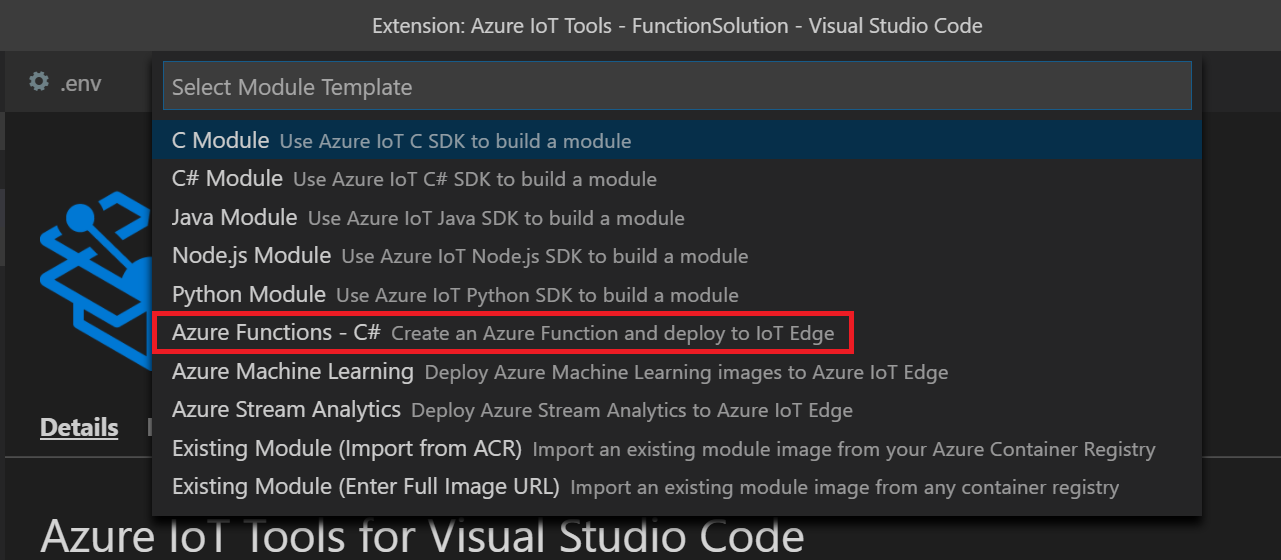 Extension: Azure IoT Tools - FunctionSolution - Visual Studio Code
.env
Select Module Template
C Module Use Azure IoT C SDK to build a module
C# Module Use Azure IoT C# SDK to build a module
Java Module Use Azure IoT Java SDK to build a module
Node.js Module Use Azure IoT Node.js SDK to build a module
Python Module Use Azure IoT Python SDK to build a module
Azure Functions - C# Create an Azure Function and deploy to IoT Edge
Azure Machine Learning Deploy Azure Machine Learning images to Azure IoT Edge
Azure Stream Analytics Deploy Azure Stream Analytics to Azure IoT Edge
Details
Existing Module (Import from ACR) Import an existing module image from your Azure Container Registry
Existing Module (Enter Full Image URL) Import an existing module image from any container registry
Azure IoT Tools for Visual Studio Code